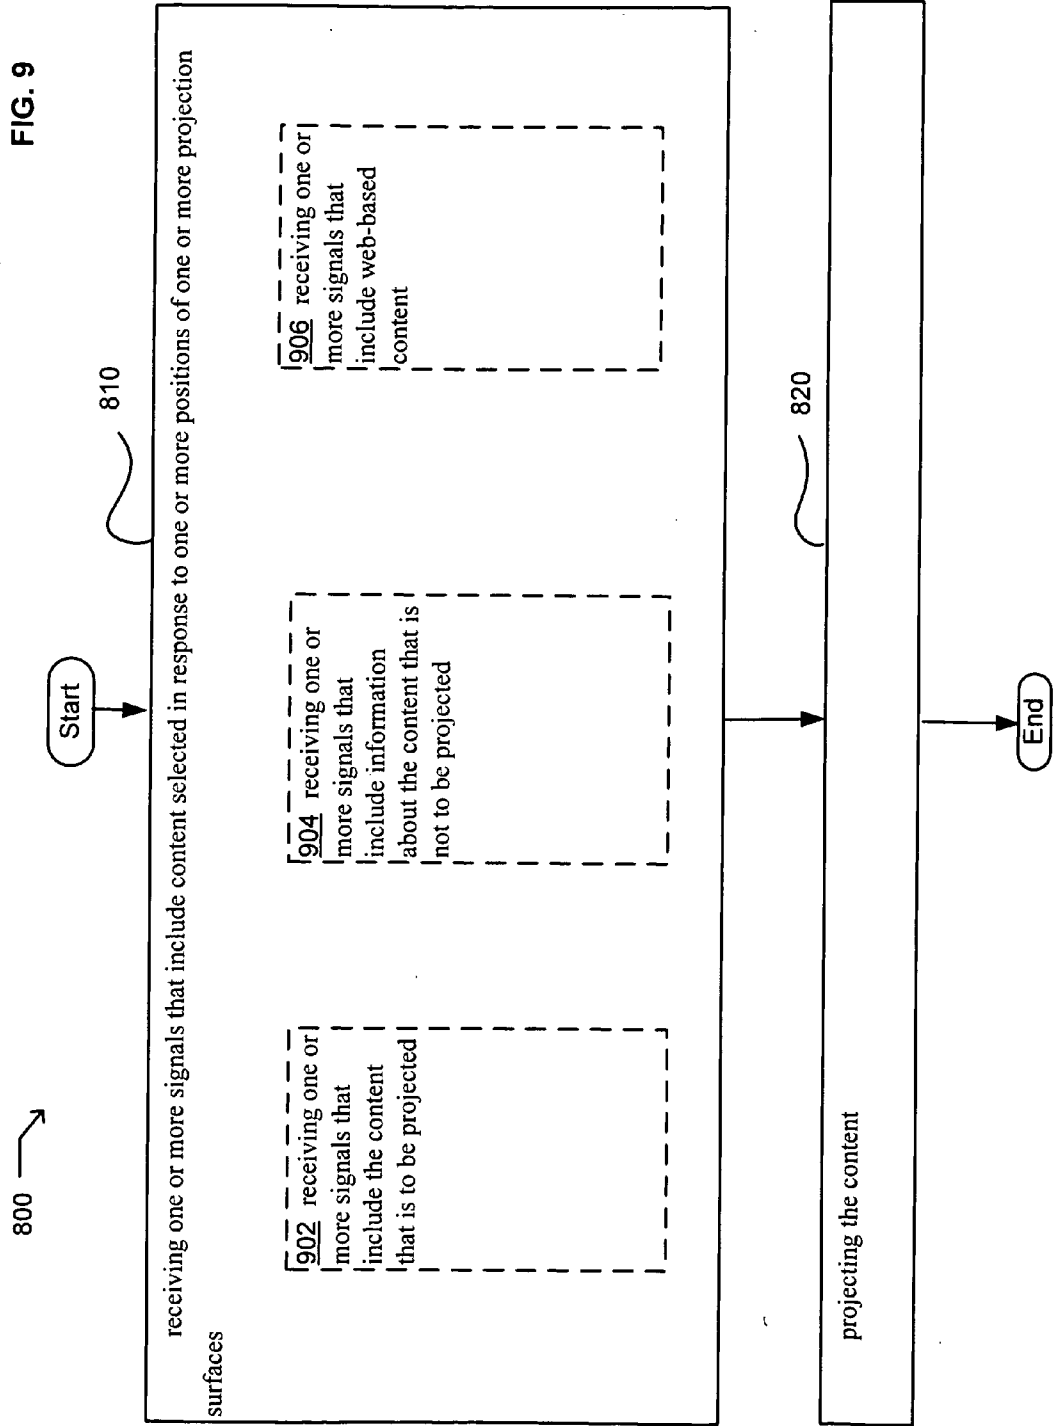 FIG. 9
800
Start
810
receiving one or more signals that include content selected in response to one or more positions of one or more projection
surfaces
902 receiving one or
more signals that
include the content
that is to be projected
904 receiving one or
more signals that
include information
about the content that is
not to be projected
906 receiving one or
more signals that
include web-based
content
820
projecting the content
End